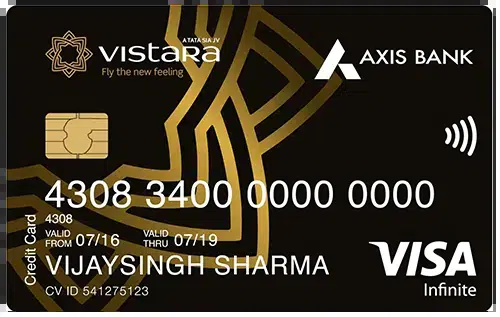 A TATA SIA JV
VISTARA
Fly the new feeling
AXIS BANK
4308 3400 0000 0000
4308
VALID FROM 07/16 VALID THRU 07/19
VIJAYSINGH SHARMA
CV ID 541275123
Credit Card
VISA
Infinite